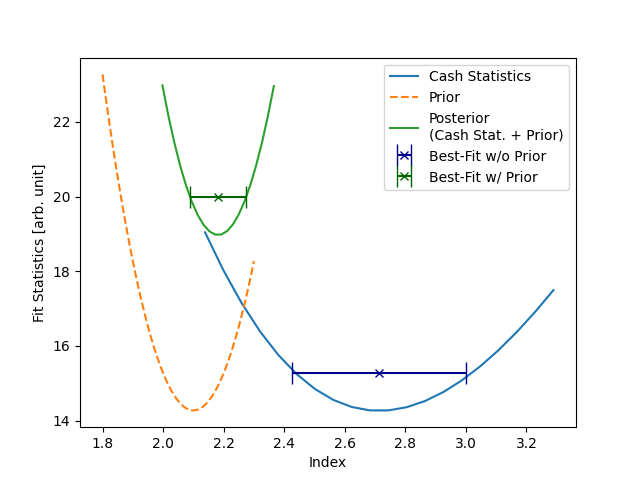 Cash Statistics
Prior
Posterior
(Cash Stat. + Prior)
Best-Fit w/o Prior
Best-Fit w/ Prior
Fit Statistics [arb. unit]
22
20
18
16
14
1.8 2.0 2.2 2.4 2.6 2.8 3.0 3.2
Index